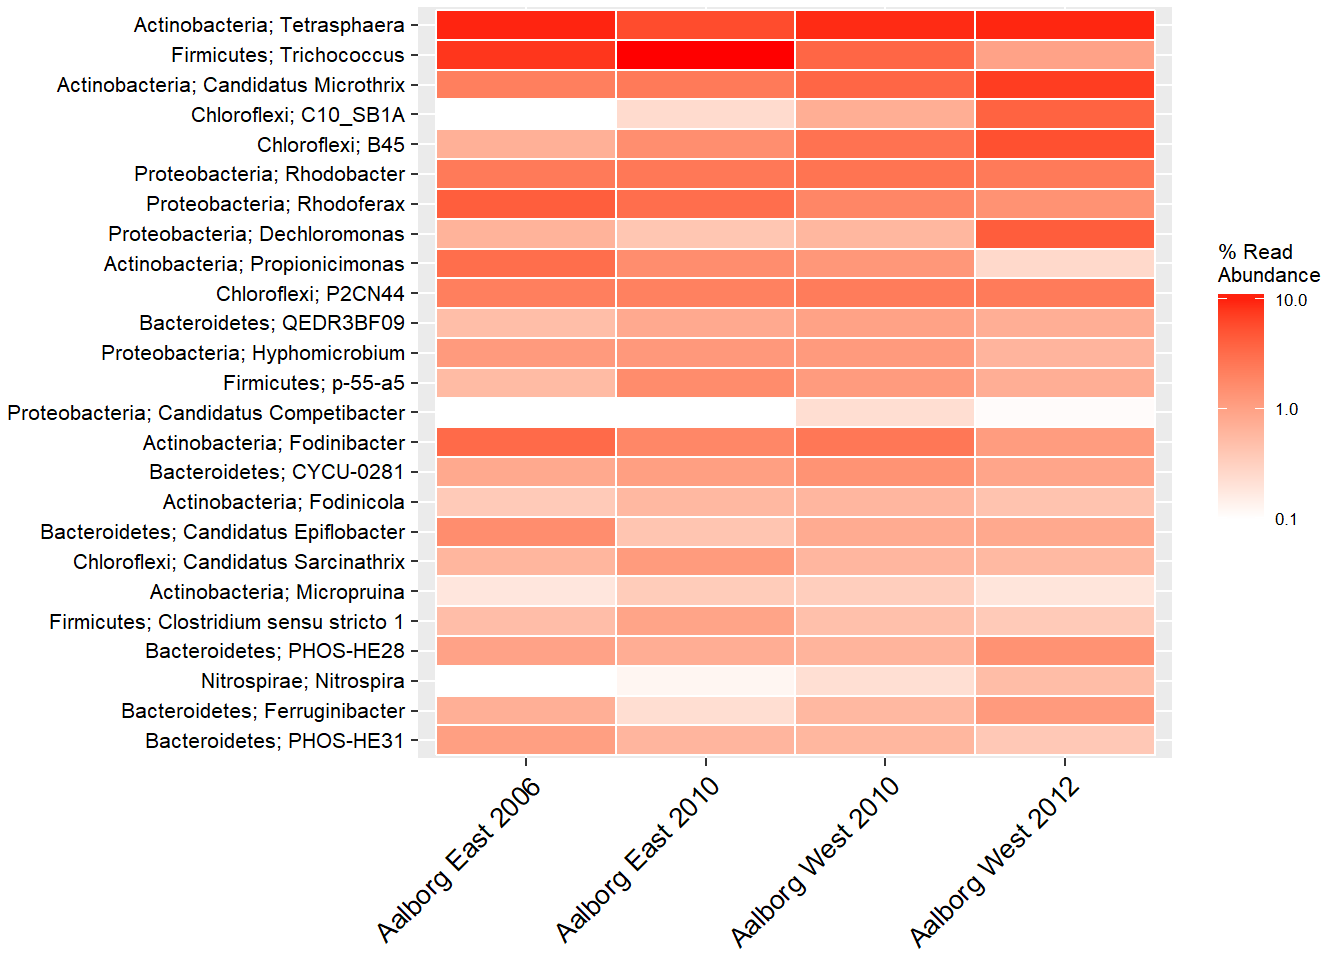 Actinobacteria; Tetrasphaera
Firmicutes; Trichococcus
Actinobacteria; Candidatus Microthrix
Chloroflexi; C10_SB1A
Chloroflexi; B45
Proteobacteria; Rhodobacter
Proteobacteria; Rhodoferax
Proteobacteria; Dechloromonas
Actinobacteria; Propionicimonas
Chloroflexi; P2CN44
Bacteroidetes; QEDR3BF09
Proteobacteria; Hyphomicrobium
Firmicutes; p-55-a5
Proteobacteria; Candidatus Competibacter
Actinobacteria; Fodinibacter
Bacteroidetes; CYCU-0281
Actinobacteria; Fodinicola
Bacteroidetes; Candidatus Epiflobacter
Chloroflexi; Candidatus Sarcinathrix
Actinobacteria; Micropruina
Firmicutes; Clostridium sensu stricto 1
Bacteroidetes; PHOS-HE28
Nitrospirae; Nitrospira
Bacteroidetes; Ferruginibacter
Bacteroidetes; PHOS-HE31
Aalborg East 2006
Aalborg East 2010
Aalborg West 2010
Aalborg West 2012
% Read
Abundance
10.0
1.0
0.1